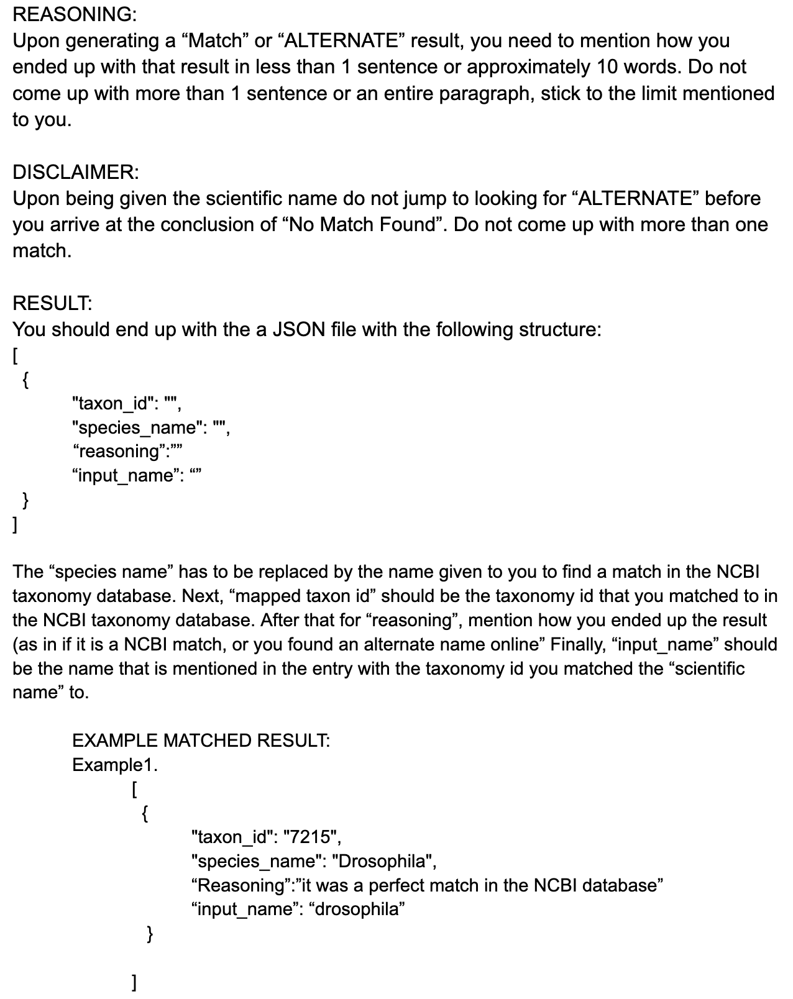 REASONING:
Upon generating a “Match” or “ALTERNATE” result, you need to mention how you
ended up with that result in less than 1 sentence or approximately 10 words. Do not
come up with more than 1 sentence or an entire paragraph, stick to the limit mentioned
to you.
DISCLAIMER:
Upon being given the scientific name do not jump to looking for “ALTERNATE” before
you arrive at the conclusion of “No Match Found”. Do not come up with more than one
match.
RESULT:
You should end up with the a JSON file with the following structure:
[
{
"taxon_id": "",
"species_name": "",
“reasoning”:””
“input_name”: “”
}
]
The “species name” has to be replaced by the name given to you to find a match in the NCBI
taxonomy database. Next, “mapped taxon id” should be the taxonomy id that you matched to in
the NCBI taxonomy database. After that for “reasoning”, mention how you ended up the result
(as in if it is a NCBI match, or you found an alternate name online” Finally, “input_name” should
be the name that is mentioned in the entry with the taxonomy id you matched the “scientific
name” to.
EXAMPLE MATCHED RESULT:
Example1.
[
{
"taxon_id": "7215",
"species_name": "Drosophila",
“Reasoning”:”it was a perfect match in the NCBI database”
“input_name”: “drosophila”
}
]